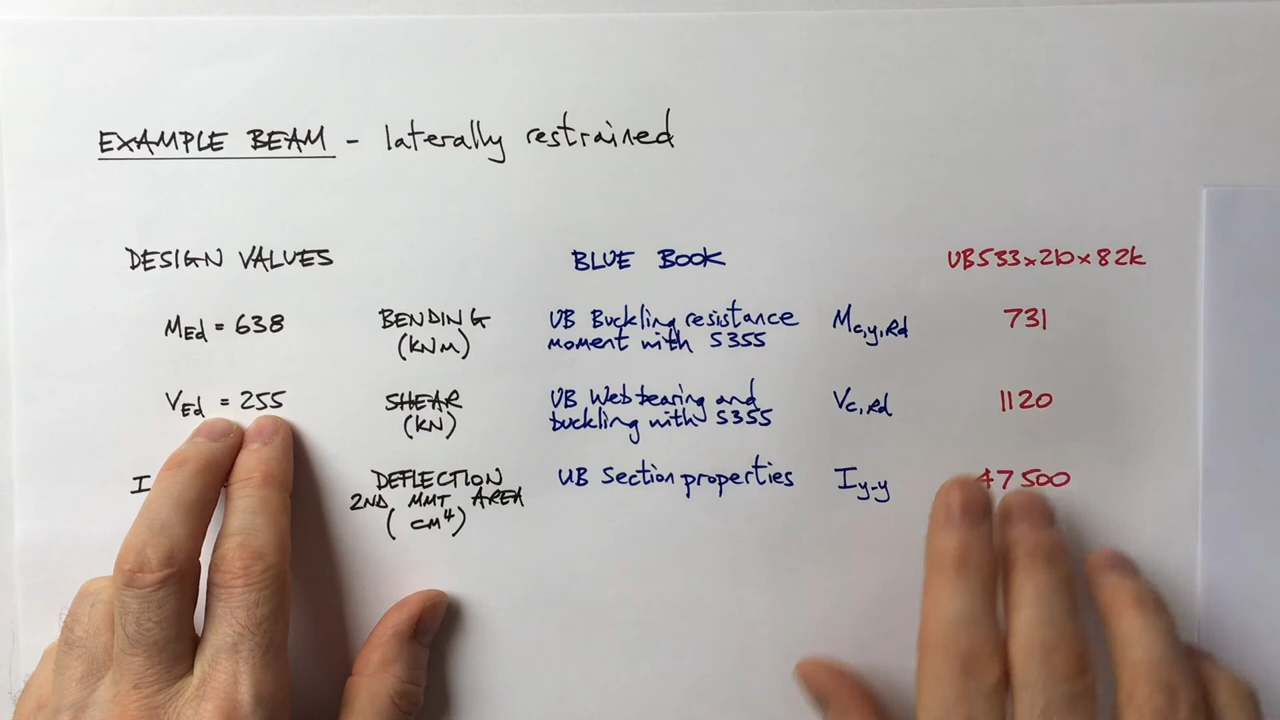 EXAMPLE BEAM - laterally restrained
DESIGN VALUES BLUE BOOK UB533x210x82k
MEd = 638 BENDING UB Buckling resistance Mc,y,Rd 731
(KNM) moment with S355
VEd = 255 SHEAR UB Web bearing and Vc,Rd 1120
(KN) buckling with S355
I DEFLECTION UB Section properties Iy-y 47500
2ND MMT AREA
(cm⁴)